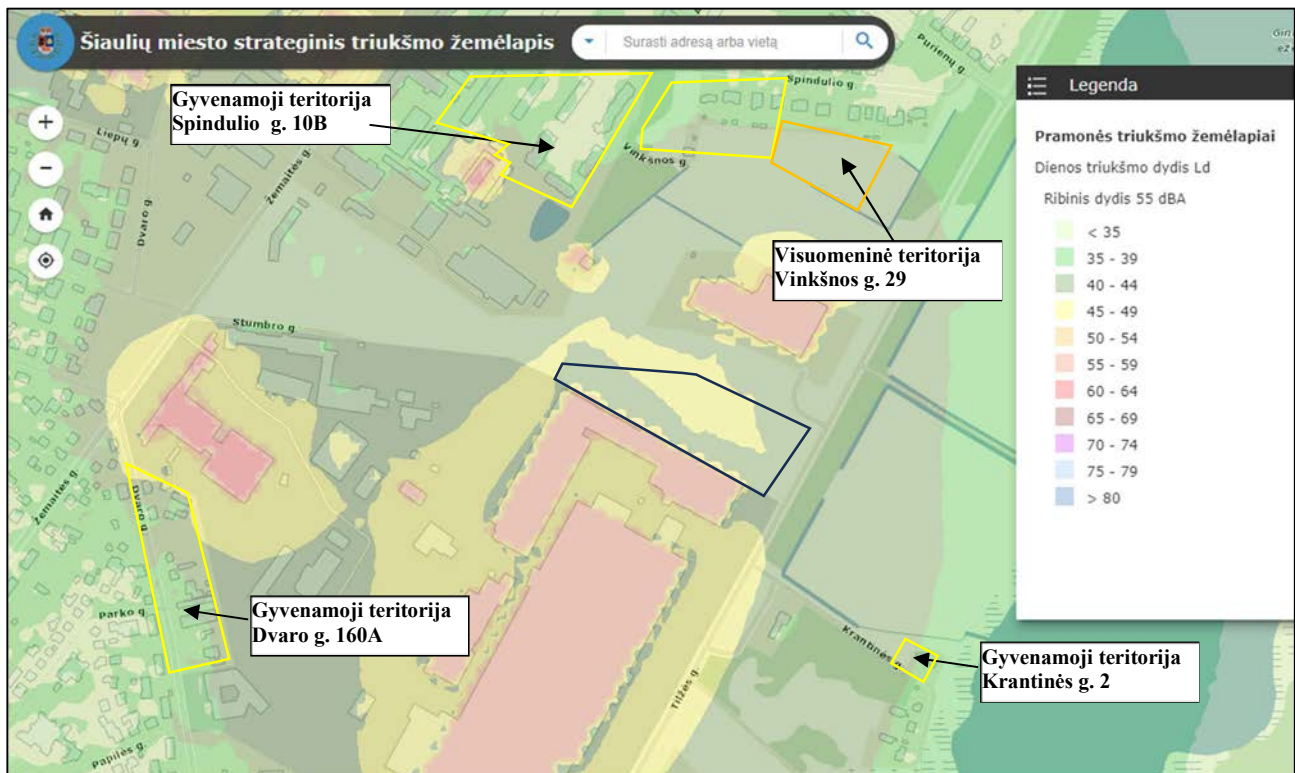 Šiaulių miesto strateginis triukšmo žemėlapis
Surasti adresą arba vietą
Purienų g.
Legenda
Pramonės triukšmo žemėlapiai
Dienos triukšmo dydis Ld
Ribinis dydis 55 dBA
< 35
35 - 39
40 - 44
45 - 49
50 - 54
55 - 59
60 - 64
65 - 69
70 - 74
75 - 79
> 80
Gyvenamoji teritorija
Spindulio g. 10B
Spindulio g.
Liepų g.
Žemaitės g.
Vinkšnos g.
Dvaro g.
Visuomeninė teritorija
Vinkšnos g. 29
Stumbro g.
Žemaitės g.
Dvaro g.
Parko g.
Gyvenamoji teritorija
Dvaro g. 160A
Krantinės g.
Gyvenamoji teritorija
Krantinės g. 2
Tilžės g.
Papilės g.